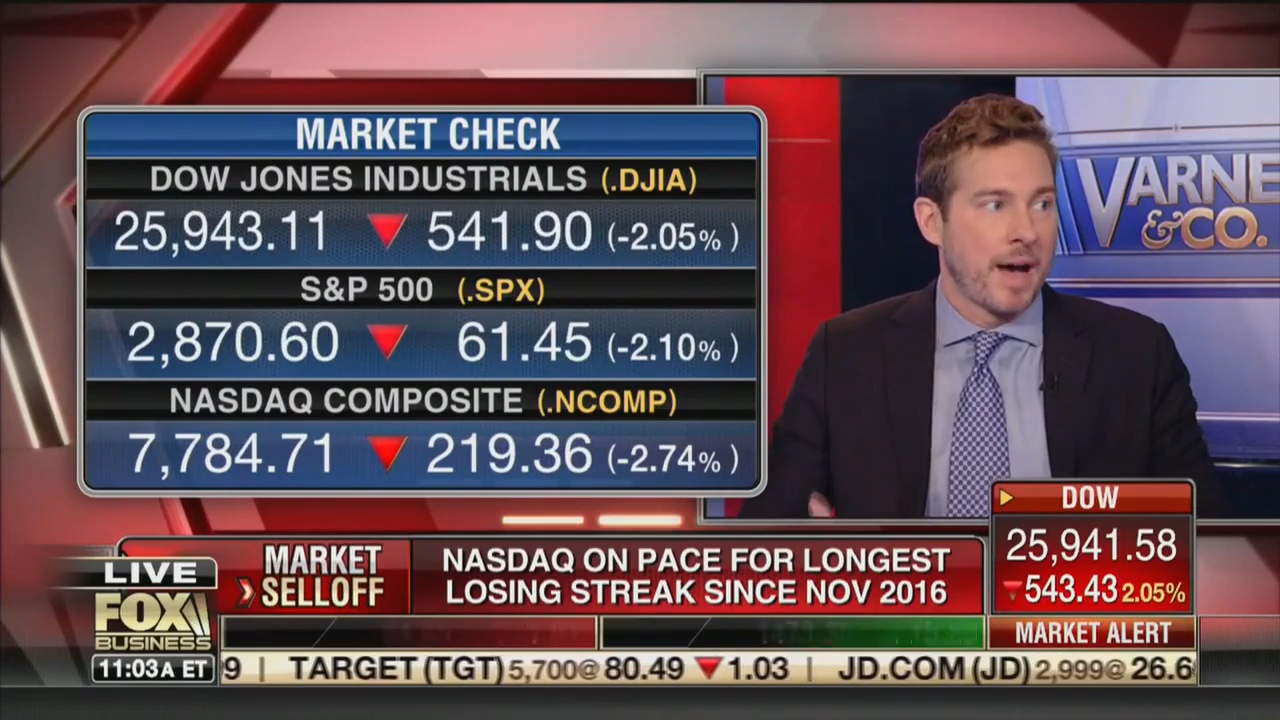 MARKET CHECK
DOW JONES INDUSTRIALS (.DJIA)
25,943.11 ▼ 541.90 (-2.05%)
S&P 500 (.SPX)
2,870.60 ▼ 61.45 (-2.10%)
NASDAQ COMPOSITE (.NCOMP)
7,784.71 ▼ 219.36 (-2.74%)
VARNE
&CO.
MARKET
SELLOFF
NASDAQ ON PACE FOR LONGEST
LOSING STREAK SINCE NOV 2016
DOW
25,941.58
▼543.43 2.05%
MARKET ALERT
LIVE
FOX
BUSINESS
11:03A ET
9 | TARGET (TGT) 5,700@ 80.49 ▼ 1.03 | JD.COM (JD) 2,999@ 26.6